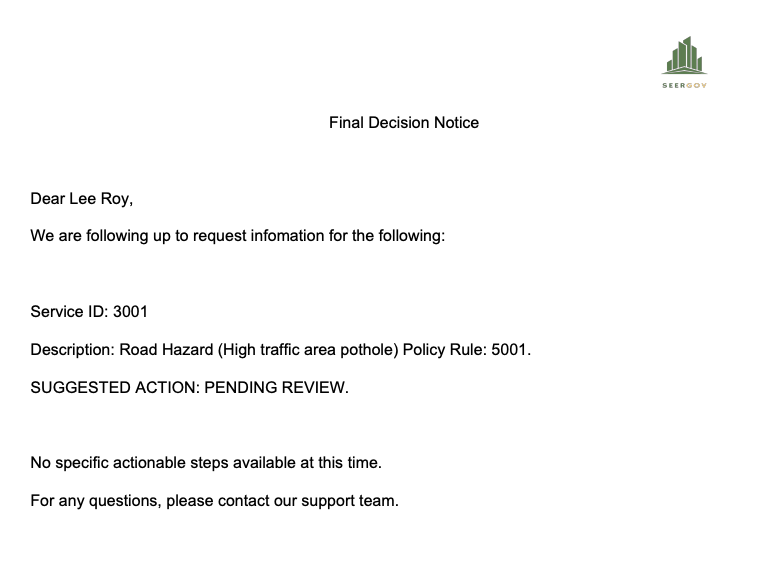 SEERGOV
Final Decision Notice
Dear Lee Roy,
We are following up to request infomation for the following:
Service ID: 3001
Description: Road Hazard (High traffic area pothole) Policy Rule: 5001.
SUGGESTED ACTION: PENDING REVIEW.
No specific actionable steps available at this time.
For any questions, please contact our support team.